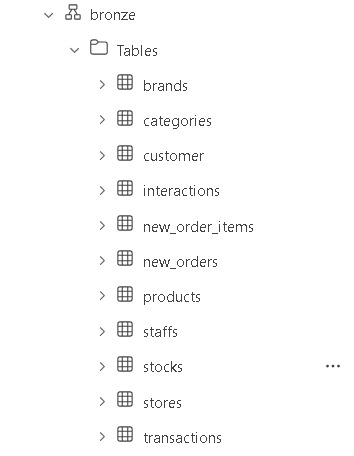 bronze
Tables
brands
categories
customer
interactions
new_order_items
new_orders
products
staffs
stocks
stores
transactions